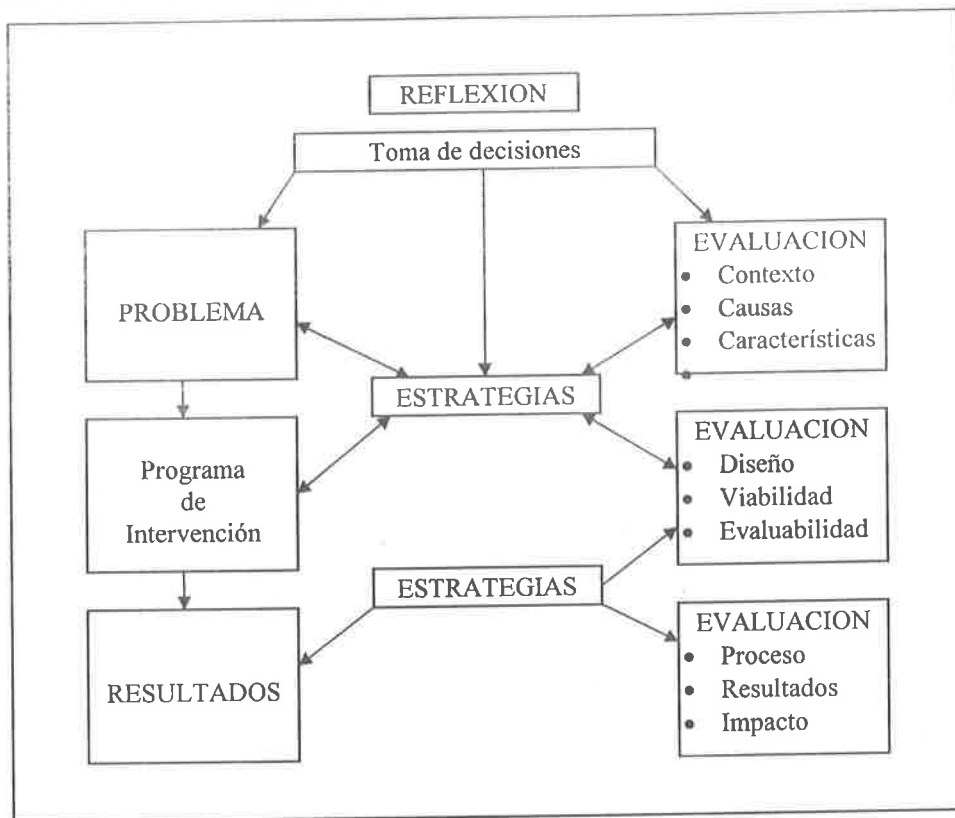 REFLEXION
Toma de decisiones
PROBLEMA
EVALUACION
• Contexto
• Causas
• Características
•
ESTRATEGIAS
Programa
de
Intervención
EVALUACION
• Diseño
• Viabilidad
• Evaluabilidad
ESTRATEGIAS
RESULTADOS
EVALUACION
• Proceso
• Resultados
• Impacto